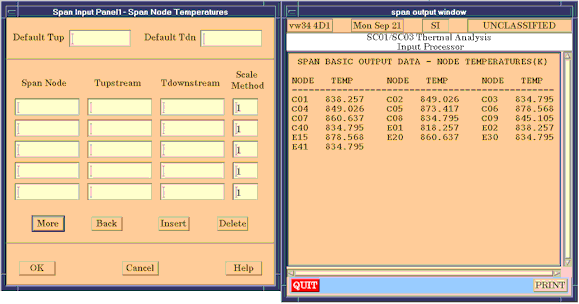 Span Input Panel1- Span Node Temperatures
Default Tup Default Tdn
Span Node Tupstream Tdownstream Scale Method
1
1
1
1
1
More Back Insert Delete
OK Cancel Help
span output window
vw34 4D1 Mon Sep 21 SI UNCLASSIFIED
SC01/SC03 Thermal Analysis
Input Processor
SPAN BASIC OUTPUT DATA - NODE TEMPERATURES{K}
NODE TEMP NODE TEMP NODE TEMP
C01 838.257 C02 849.026 C03 834.795
C04 849.026 C05 873.417 C06 878.568
C07 860.637 C08 834.795 C09 845.105
C40 834.795 E01 818.257 E02 838.257
E15 878.568 E20 860.637 E30 834.795
E41 834.795
QUIT PRINT